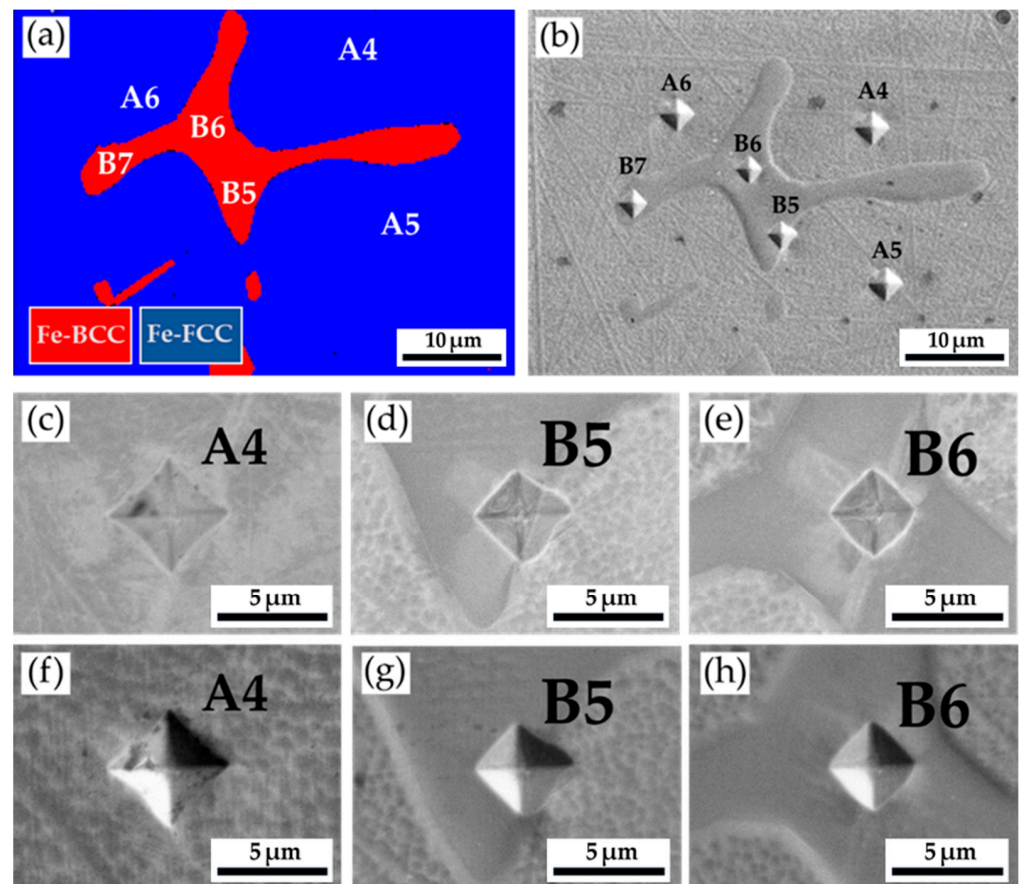 (a)
A4
A6
B6
B7
B5
A5
Fe-BCC
Fe-FCC
10 µm
(b)
A6
A4
B6
B7
B5
A5
10 µm
(c)
A4
5 µm
(d)
B5
5 µm
(e)
B6
5 µm
(f)
A4
5 µm
(g)
B5
5 µm
(h)
B6
5 µm